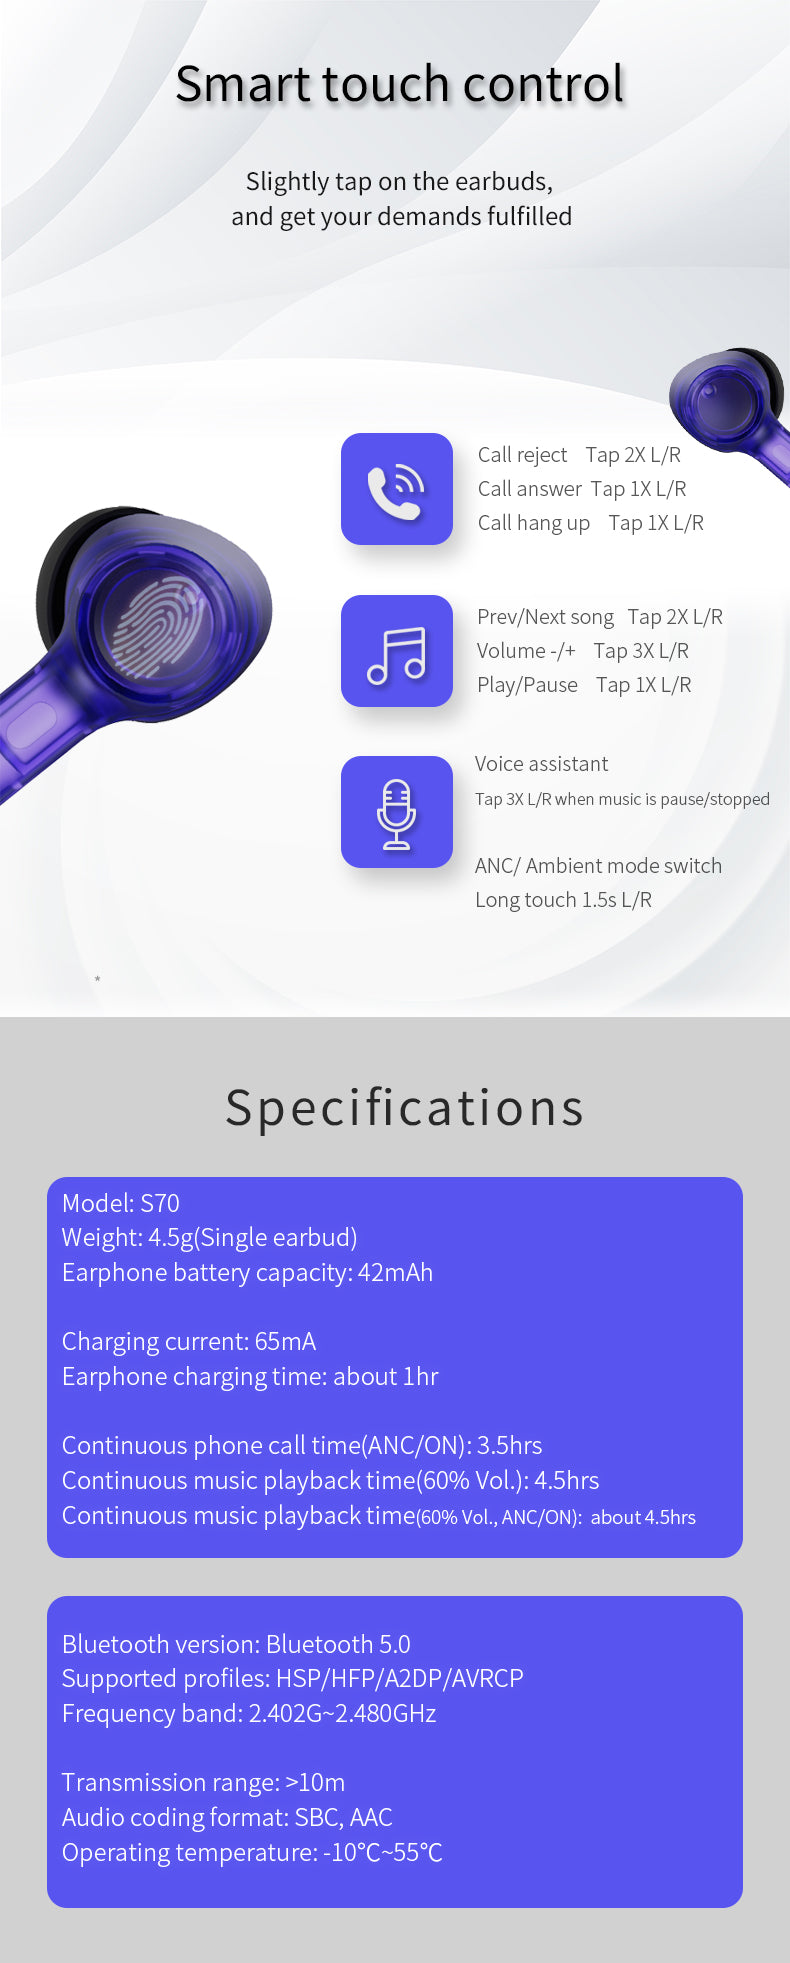 Smart touch control
Slightly tap on the earbuds,
and get your demands fulfilled
Call reject Tap 2X L/R
Call answer Tap 1X L/R
Call hang up Tap 1X L/R
Prev/Next song Tap 2X L/R
Volume -/+ Tap 3X L/R
Play/Pause Tap 1X L/R
Voice assistant
Tap 3X L/R when music is pause/stopped
ANC/ Ambient mode switch
Long touch 1.5s L/R
*
Specifications
Model: S70
Weight: 4.5g(Single earbud)
Earphone battery capacity: 42mAh
Charging current: 65mA
Earphone charging time: about 1hr
Continuous phone call time(ANC/ON): 3.5hrs
Continuous music playback time(60% Vol.): 4.5hrs
Continuous music playback time(60% Vol., ANC/ON): about 4.5hrs
Bluetooth version: Bluetooth 5.0
Supported profiles: HSP/HFP/A2DP/AVRCP
Frequency band: 2.402G~2.480GHz
Transmission range: >10m
Audio coding format: SBC, AAC
Operating temperature: -10℃~55℃